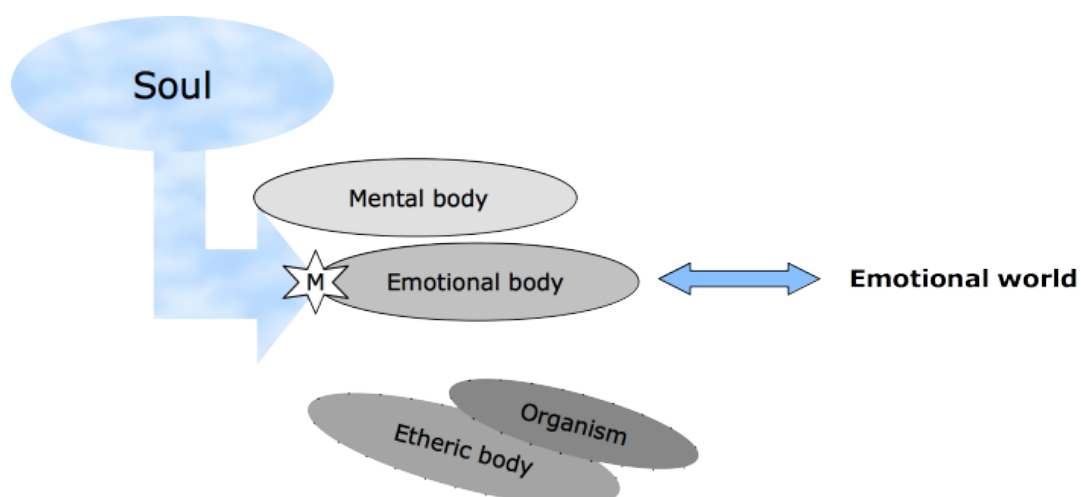 Soul
Mental body
M
Emotional body
Emotional world
Organism
Etheric body